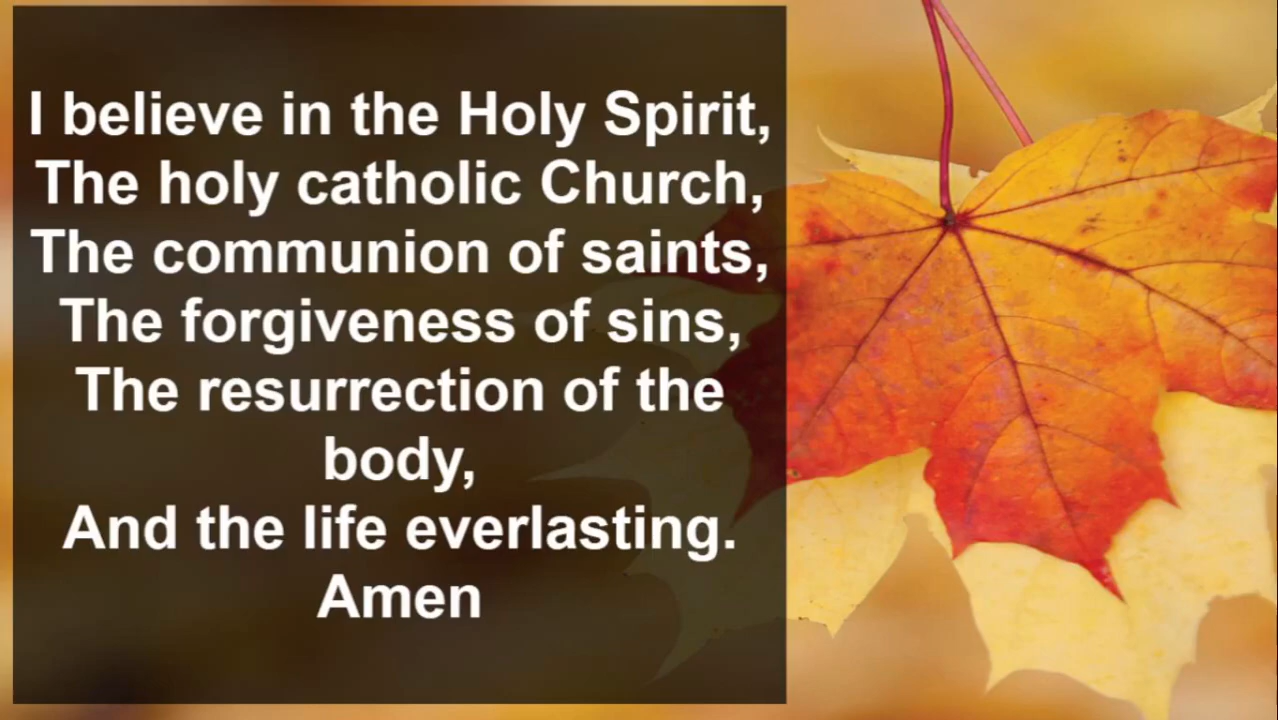 I believe in the Holy Spirit,
The holy catholic Church,
The communion of saints,
The forgiveness of sins,
The resurrection of the
body,
And the life everlasting.
Amen